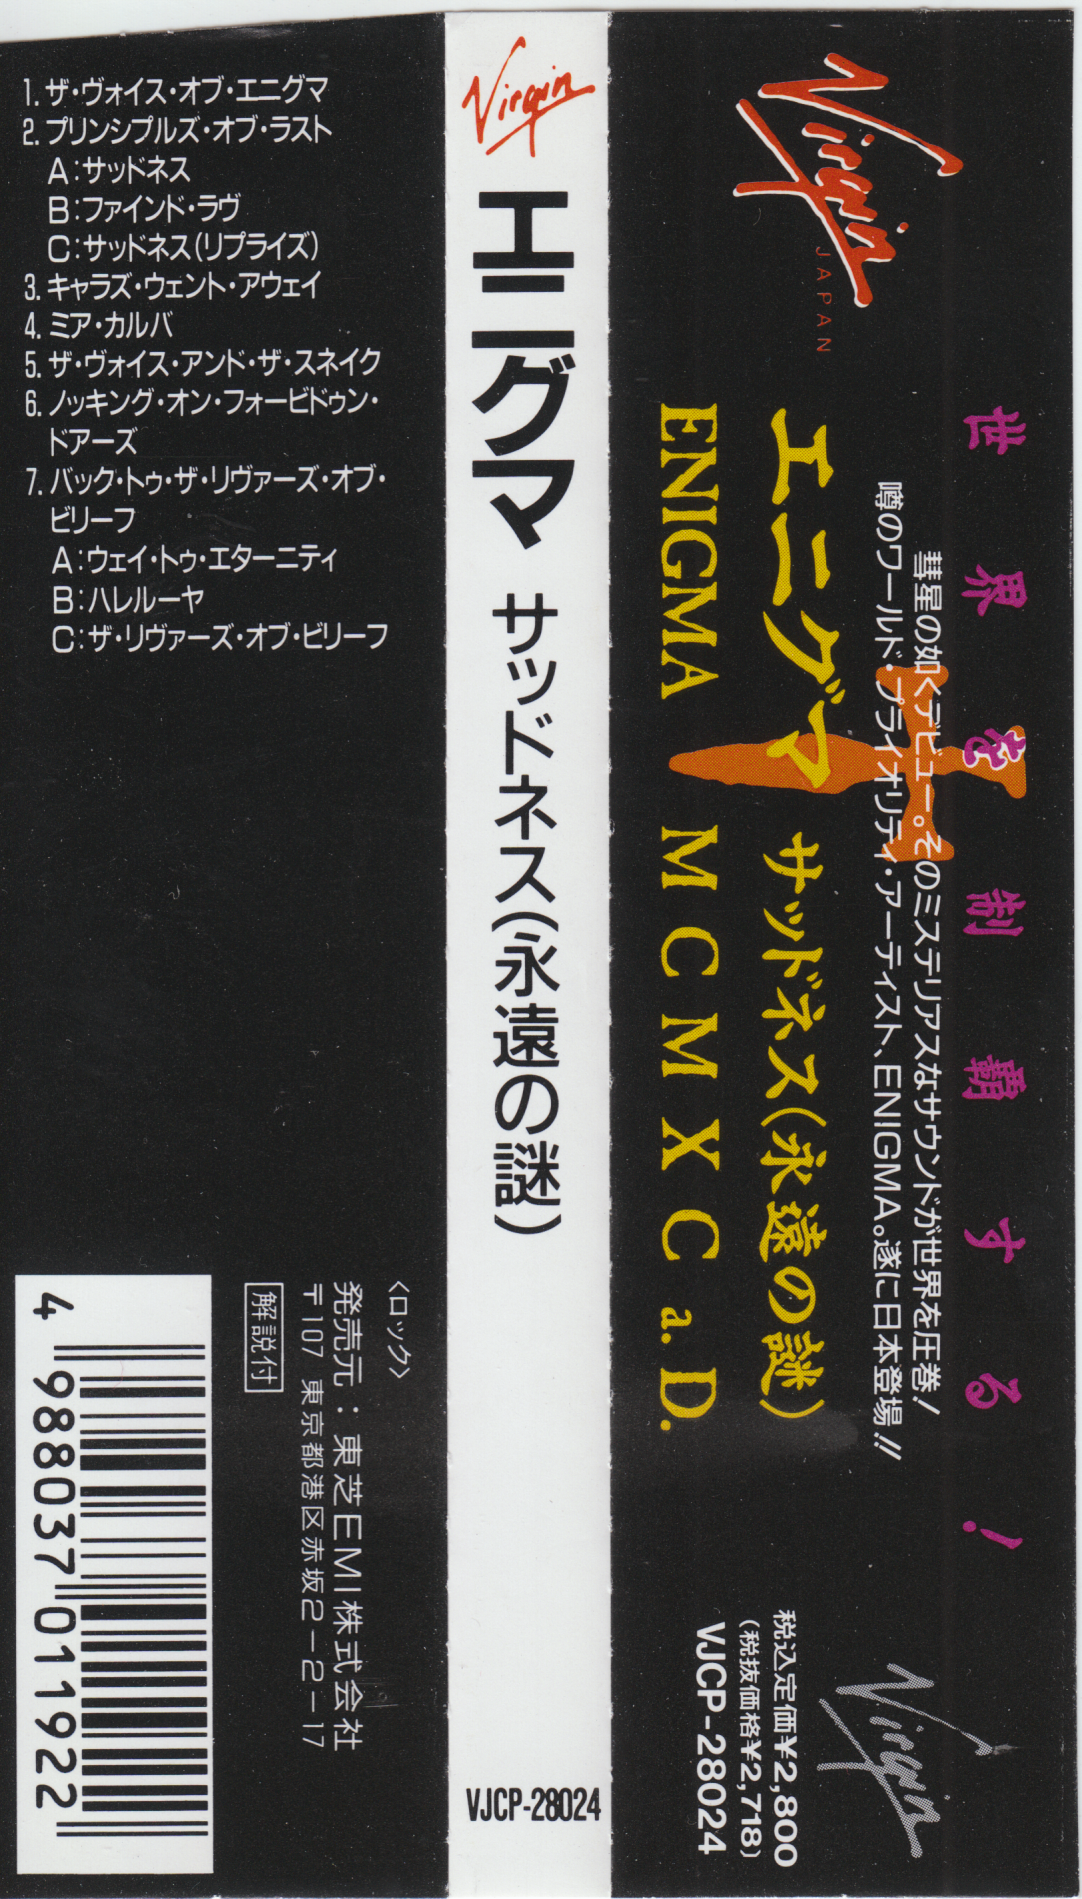 1.ザ・ヴォイス・オブ・エニグマ
2.プリンシプルズ・オブ・ラスト
A:サッドネス
B:ファインド・ラヴ
C:サッドネス(リプライズ)
3.キャラズ・ウェント・アウェイ
4.ミア・カルバ
5.ザ・ヴォイス・アンド・ザ・スネイク
6.ノッキング・オン・フォービドゥン・
ドアーズ
7.バック・トゥ・ザ・リヴァーズ・オブ・
ビリーフ
A:ウェイ・トゥ・エターニティ
B:ハレルーヤ
C:ザ・リヴァーズ・オブ・ビリーフ
〈ロック〉
発売元：東芝EMI株式会社
〒107 東京都港区赤坂2-2-17
解説付
4 988037 011922
Virgin
エニグマ サッドネス(永遠の謎)
VJCP-28024
Virgin
JAPAN
世界を制覇する!
彗星の如くデビュー。そのミステリアスなサウンドが世界を圧巻!
噂のワールド・プライオリティ・アーティスト、ENIGMA。遂に日本登場!!
エニグマ サッドネス(永遠の謎)
ENIGMA MCMXC a.D.
税込定価¥2,800
(税抜価格¥2,718)
VJCP-28024
Virgin